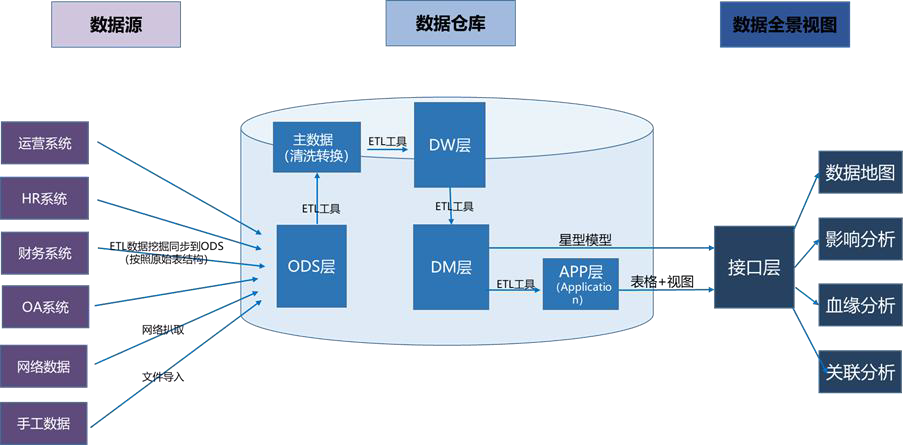 数据源
数据仓库
数据全景视图
运营系统
HR系统
财务系统
OA系统
网络数据
手工数据
ETL数据挖掘同步到ODS
（按照原始表结构）
网络扒取
文件导入
主数据
（清洗转换）
ETL工具
DW层
ETL工具
ETL工具
ODS层
DM层
ETL工具
APP层
(Applicatio
n)
星型模型
表格+视图
接口层
数据地图
影响分析
血缘分析
关联分析